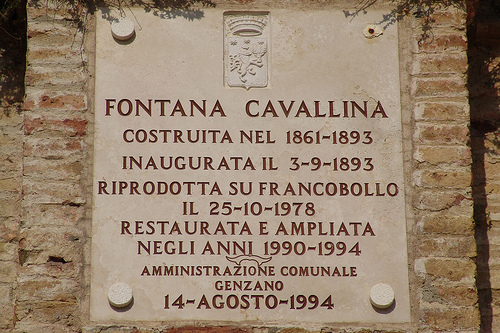 FONTANA CAVALLINA
COSTRUITA NEL 1861-1893
INAUGURATA IL 3-9-1893
RIPRODOTTA SU FRANCOBOLLO
IL 25-10-1978
RESTAURATA E AMPLIATA
NEGLI ANNI 1990-1994
AMMINISTRAZIONE COMUNALE
GENZANO
14-AGOSTO-1994